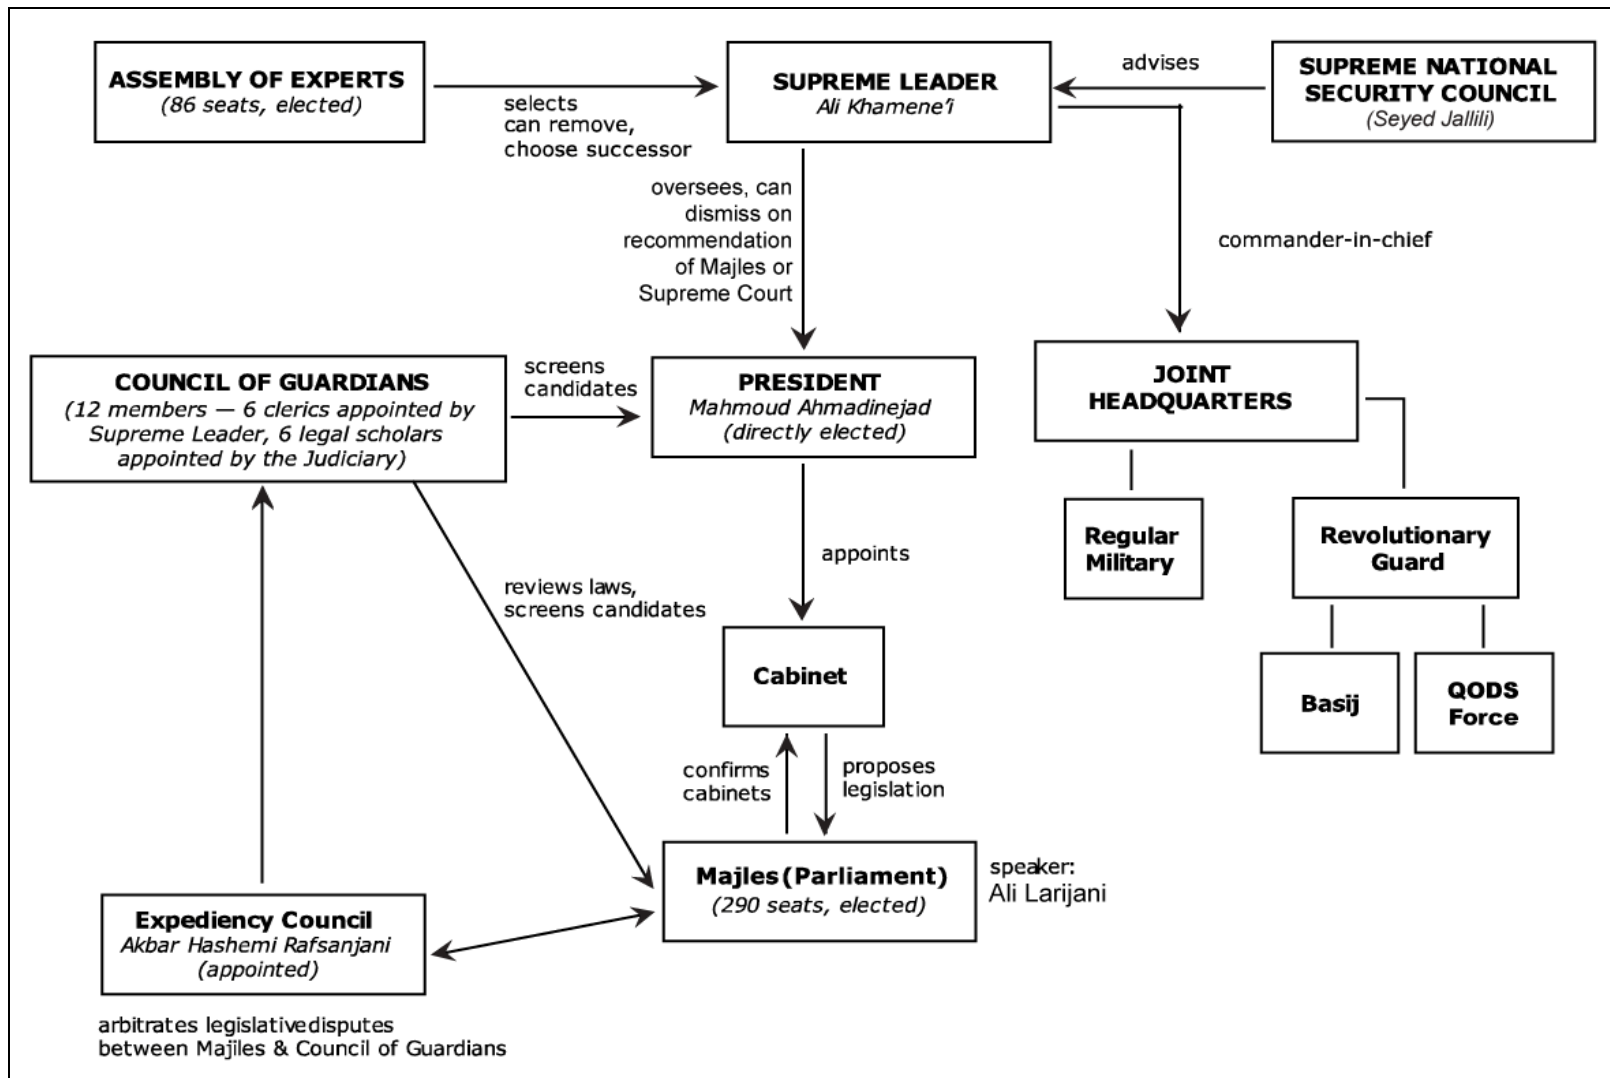 ASSEMBLY OF EXPERTS
(86 seats, elected)
selects
can remove,
choose successor
SUPREME LEADER
Ali Khamene'i
advises
SUPREME NATIONAL
SECURITY COUNCIL
(Seyed Jallili)
oversees, can
dismiss on
recommendation
of Majles or
Supreme Court
commander-in-chief
COUNCIL OF GUARDIANS
(12 members — 6 clerics appointed by
Supreme Leader, 6 legal scholars
appointed by the Judiciary)
screens
candidates
PRESIDENT
Mahmoud Ahmadinejad
(directly elected)
JOINT
HEADQUARTERS
Regular
Military
Revolutionary
Guard
appoints
reviews laws,
screens candidates
Cabinet
Basij
QODS
Force
confirms
cabinets
proposes
legislation
Majles (Parliament)
(290 seats, elected)
speaker:
Ali Larijani
Expediency Council
Akbar Hashemi Rafsanjani
(appointed)
arbitrates legislative disputes
between Majiles & Council of Guardians